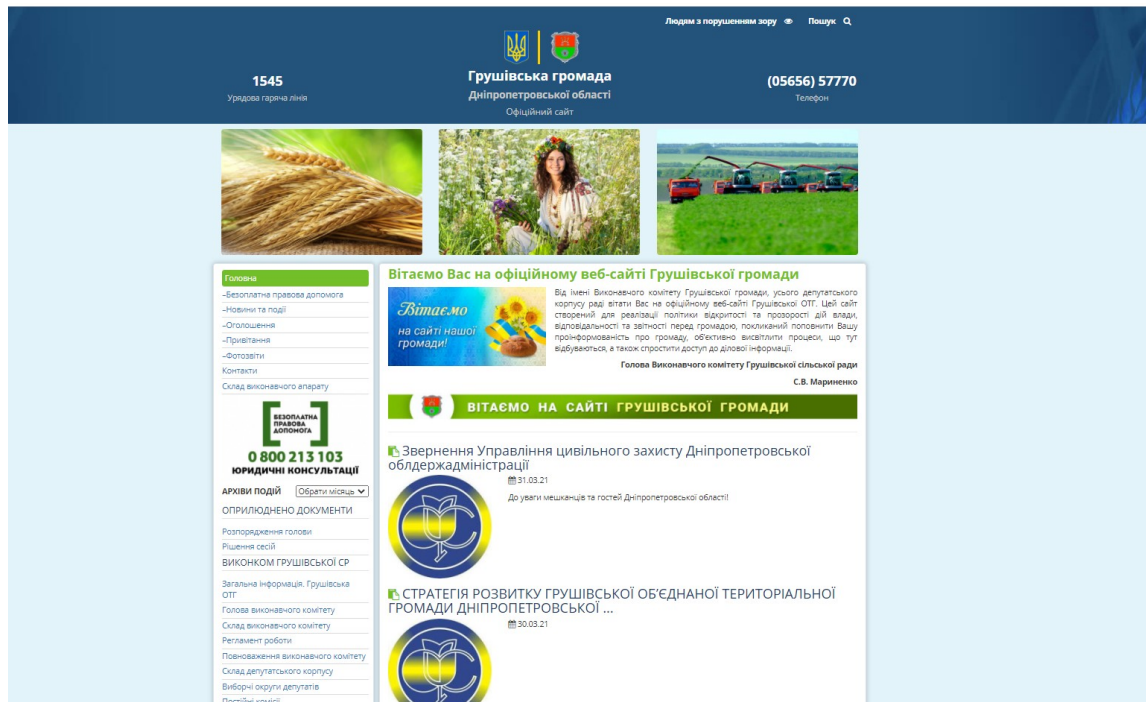 Людям з порушенням зору
Пошук
1545
Урядова гаряча лінія
Грушівська громада
Дніпропетровської області
Офіційний сайт
(05656) 57770
Телефон
Головна
–Безоплатна правова допомога
–Новини та події
–Оголошення
–Привітання
–Фотозвіти
Контакти
Склад виконавчого апарату
БЕЗОПЛАТНА
ПРАВОВА
ДОПОМОГА
0 800 213 103
ЮРИДИЧНІ КОНСУЛЬТАЦІЇ
АРХІВИ ПОДІЙ
Обрати місяць
ОПРИЛЮДНЕНО ДОКУМЕНТИ
Розпорядження голови
Рішення сесій
ВИКОНКОМ ГРУШІВСЬКОЇ СР
Загальна інформація. Грушівська
ОТГ
Голова виконавчого комітету
Склад виконавчого комітету
Регламент роботи
Повноваження виконавчого комітету
Склад депутатського корпусу
Виборчі округи депутатів
Постійні комісії
Вітаємо Вас на офіційному веб-сайті Грушівської громади
Вітаємо
на сайті нашої
громади!
Від імені Виконавчого комітету Грушівської громади, усього депутатського
корпусу раді вітати Вас на офіційному веб-сайті Грушівської ОТГ. Цей сайт
створений для реалізації політики відкритості та прозорості дій влади,
відповідальності та звітності перед громадою, покликаний поповнити Вашу
проінформованість про громаду, об'єктивно висвітлити процеси, що тут
відбуваються, а також спростити доступ до ділової інформації.
Голова Виконавчого комітету Грушівської сільської ради
С.В. Мариненко
ВІТАЄМО НА САЙТІ ГРУШІВСЬКОЇ ГРОМАДИ
Звернення Управління цивільного захисту Дніпропетровської
облдержадміністрації
31.03.21
До уваги мешканців та гостей Дніпропетровської області!
СТРАТЕГІЯ РОЗВИТКУ ГРУШІВСЬКОЇ ОБ'ЄДНАНОЇ ТЕРИТОРІАЛЬНОЇ
ГРОМАДИ ДНІПРОПЕТРОВСЬКОЇ ...
30.03.21